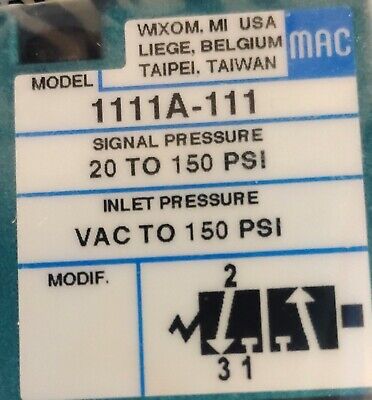 WIXOM, MI USA
LIEGE, BELGIUM
TAIPEI, TAIWAN
MAC
MODEL
1111A-111
SIGNAL PRESSURE
20 TO 150 PSI
INLET PRESSURE
VAC TO 150 PSI
MODIF.
2
3 1